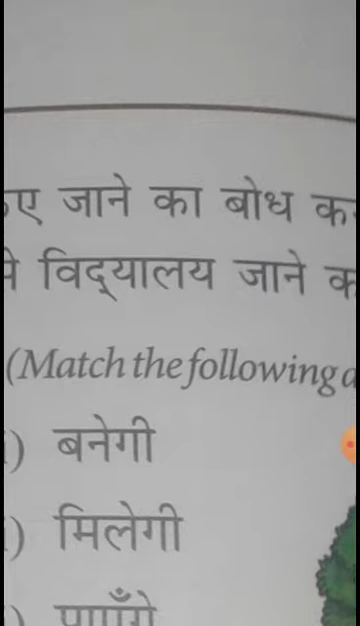 ए जाने का बोध क
विद्यालय जाने
(Match the following
) बनेगी
) मिलेगी